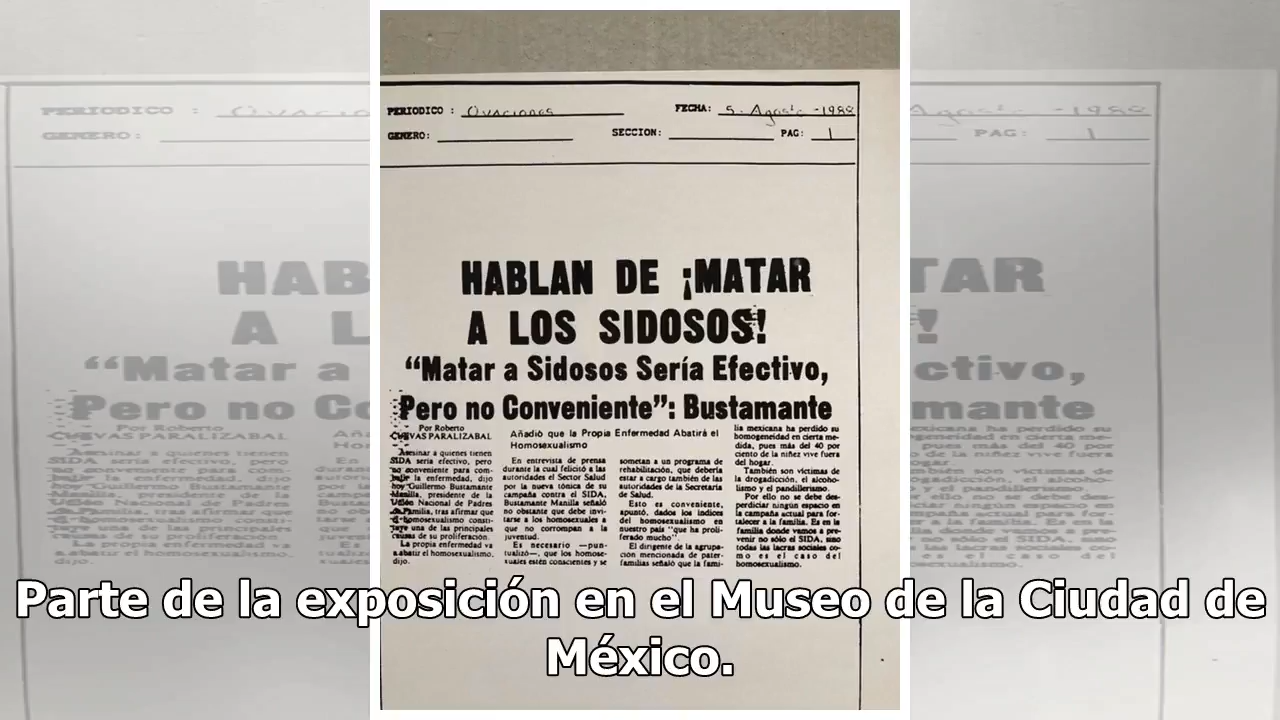 PERIODICO : Ovaciones FECHA: 5-Agosto-1988
GENERO: SECCION: PAG: 1
HABLAN DE ¡MATAR
A LOS SIDOSOS!
“Matar a Sidosos Sería Efectivo,
Pero no Conveniente”: Bustamante
Por Roberto
CUEVAS PARALIZABAL
Asesinar a quienes tienen
SIDA sería efectivo, pero
no conveniente para com-
batir la enfermedad, dijo
hoy Guillermo Bustamante
Manilla, presidente de la
Unión Nacional de Padres
de Familia, tras afirmar que
el homosexualismo consti-
tuye una de las principales
causas de su proliferación.
La propia enfermedad va
a abatir el homosexualismo,
dijo.
Añadió que la Propia Enfermedad Abatirá el
Homosexualismo
En entrevista de prensa
durante la cual felicitó a las
autoridades el Sector Salud
por la nueva tónica de su
campaña contra el SIDA,
Bustamante Manilla señaló
no obstante que debe invi-
tarse a los homosexuales a
que no corrompan a la
juventud.
Es necesario —pun-
tualizó—, que los homose-
xuales estén conscientes y se
sometan a un programa de
rehabilitación, que debería
estar a cargo también de las
autoridades de la Secretaría
de Salud.
Esto es conveniente,
apuntó, dados los índices
del homosexualismo en
nuestro país “que ha proli-
ferado mucho”.
El dirigente de la agrupa-
ción mencionada de pater-
familias señaló que la fami-
lia mexicana ha perdido su
homogeneidad en cierta me-
dida, pues más del 40 por
ciento de la niñez vive fuera
del hogar.
También son víctimas de
la drogadicción, el alcoho-
lismo y el pandillerismo.
Por ello no se debe des-
perdiciar ningún espacio en
la campaña actual para for-
talecer a la familia. Es en la
familia donde vamos a pre-
venir no sólo el SIDA, sino
todas las lacras sociales co-
mo es el caso del
homosexualismo.
Parte de la exposición en el Museo de la Ciudad de
México.